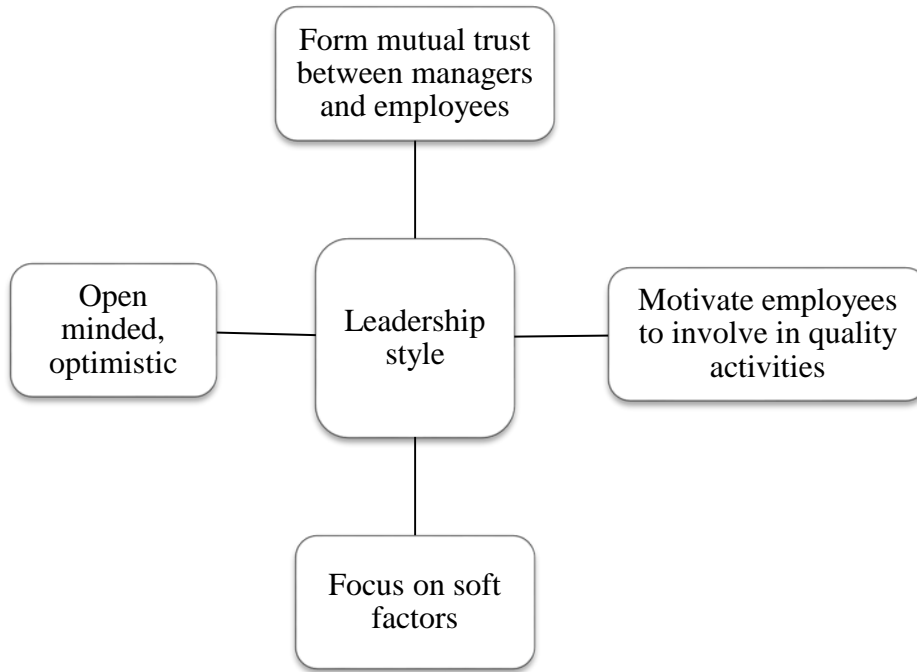 Form mutual trust
between managers
and employees
Open
minded,
optimistic
Leadership
style
Motivate employees
to involve in quality
activities
Focus on soft
factors